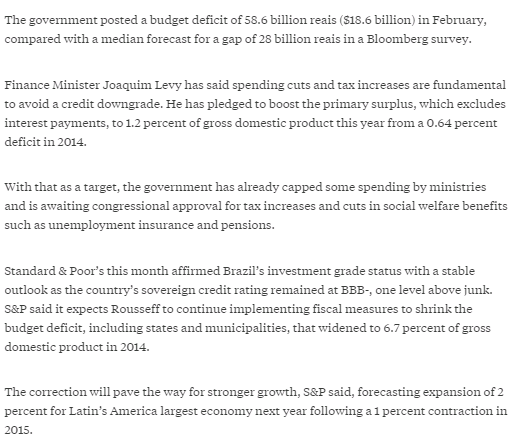 The government posted a budget deficit of 58.6 billion reais ($18.6 billion) in February,
compared with a median forecast for a gap of 28 billion reais in a Bloomberg survey.
Finance Minister Joaquim Levy has said spending cuts and tax increases are fundamental
to avoid a credit downgrade. He has pledged to boost the primary surplus, which excludes
interest payments, to 1.2 percent of gross domestic product this year from a 0.64 percent
deficit in 2014.
With that as a target, the government has already capped some spending by ministries
and is awaiting congressional approval for tax increases and cuts in social welfare benefits
such as unemployment insurance and pensions.
Standard & Poor's this month affirmed Brazil's investment grade status with a stable
outlook as the country's sovereign credit rating remained at BBB-, one level above junk.
S&P said it expects Rousseff to continue implementing fiscal measures to shrink the
budget deficit, including states and municipalities, that widened to 6.7 percent of gross
domestic product in 2014.
The correction will pave the way for stronger growth, S&P said, forecasting expansion of 2
percent for Latin's America largest economy next year following a 1 percent contraction in
2015.